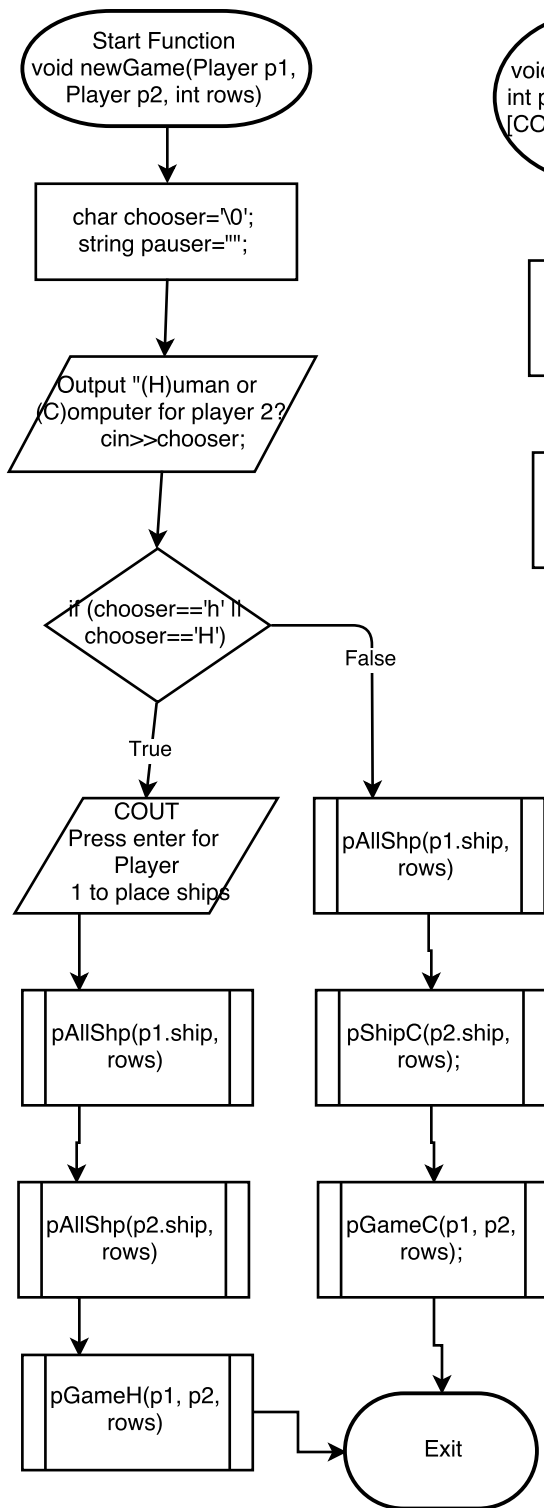 Start Function
void newGame(Player p1,
Player p2, int rows)
char chooser='\0';
string pauser="";
Output "(H)uman or
(C)omputer for player 2?
cin>>chooser;
if (chooser=='h' ||
chooser=='H')
False
True
COUT
Press enter for
Player
1 to place ships
pAllShp(p1.ship,
rows)
pAllShp(p1.ship,
rows)
pShipC(p2.ship,
rows);
pAllShp(p2.ship,
rows)
pGameC(p1, p2,
rows);
pGameH(p1, p2,
rows)
Exit
void
int p
[CO